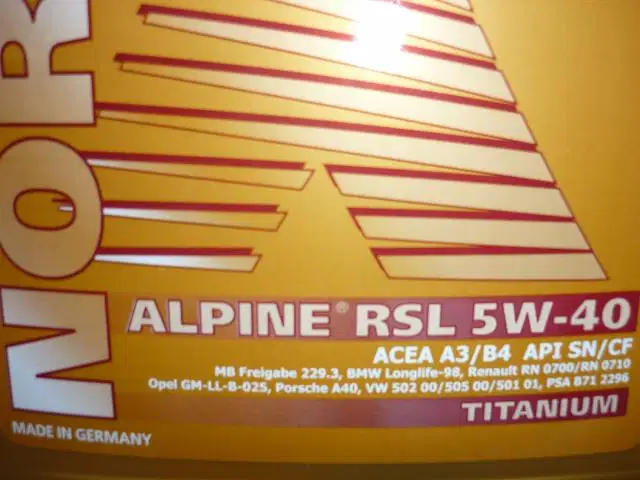 NOR
ALPINE® RSL 5W-40
ACEA A3/B4 API SN/CF
MB Freigabe 229.3, BMW Longlife-98, Renault RN 0700/RN 0710
Opel GM-LL-B-025, Porsche A40, VW 502 00/505 00/501 01, PSA B71 2296
TITANIUM
MADE IN GERMANY